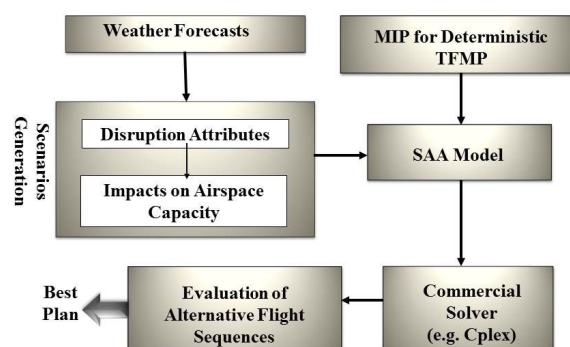 Weather Forecasts
MIP for Deterministic
TFMP
Scenarios
Generation
Disruption Attributes
Impacts on Airspace
Capacity
SAA Model
Best
Plan
Evaluation of
Alternative Flight
Sequences
Commercial
Solver
(e.g. Cplex)